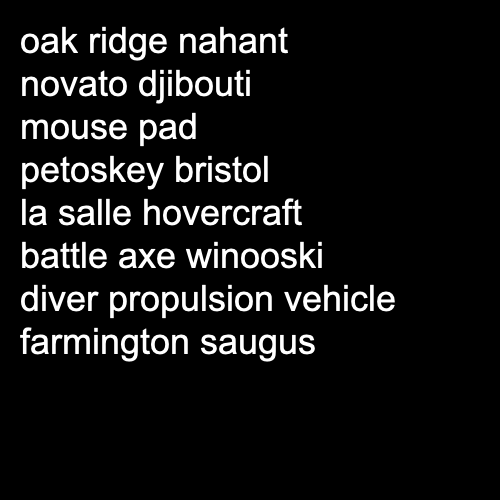 oak ridge nahant
novato djibouti
mouse pad
petoskey bristol
la salle hovercraft
battle axe winooski
diver propulsion vehicle
farmington saugus